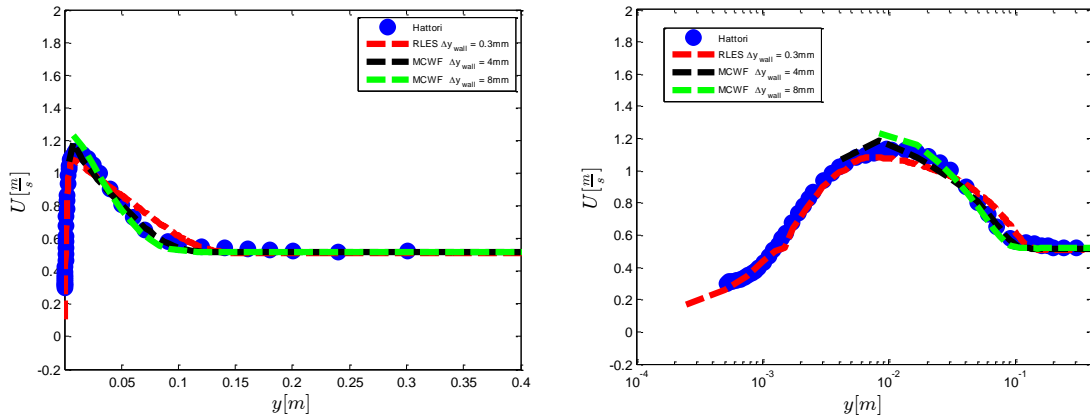 2
1.8
1.6
1.4
1.2
1
0.8
0.6
0.4
0.2
0
-0.2
U[m/s]
0.05 0.1 0.15 0.2 0.25 0.3 0.35 0.4
y[m]
Hattori
RLES Δy_wall = 0.3mm
MCWF Δy_wall = 4mm
MCWF Δy_wall = 8mm
2
1.8
1.6
1.4
1.2
1
0.8
0.6
0.4
0.2
0
-0.2
U[m/s]
10^-4 10^-3 10^-2 10^-1
y[m]
Hattori
RLES Δy_wall = 0.3mm
MCWF Δy_wall = 4mm
MCWF Δy_wall = 8mm